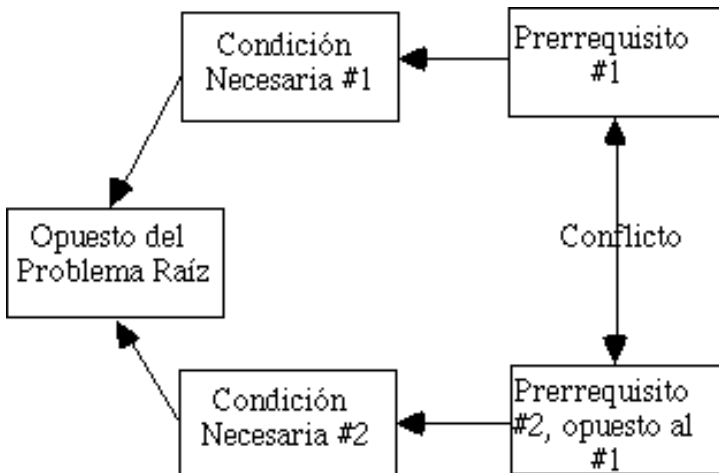 Condición
Necesaria #1
Prerrequisito
#1
Opuesto del
Problema Raíz
Conflicto
Condición
Necesaria #2
Prerrequisito
#2, opuesto al
#1